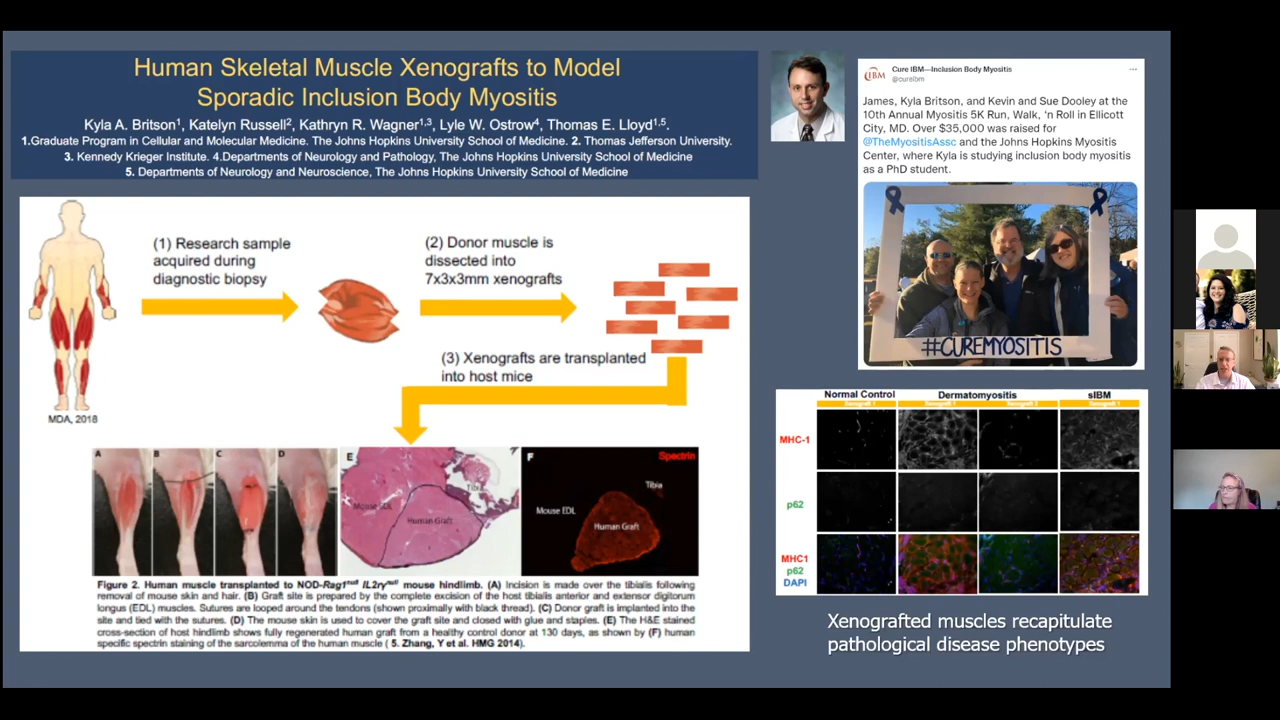 Human Skeletal Muscle Xenografts to Model
Sporadic Inclusion Body Myositis
Kyla A. Britson¹, Katelyn Russell², Kathryn R. Wagner¹,³, Lyle W. Ostrow⁴, Thomas E. Lloyd¹,⁵.
1.Graduate Program in Cellular and Molecular Medicine. The Johns Hopkins University School of Medicine. 2. Thomas Jefferson University.
3. Kennedy Krieger Institute. 4.Departments of Neurology and Pathology, The Johns Hopkins University School of Medicine
5. Departments of Neurology and Neuroscience, The Johns Hopkins University School of Medicine
(1) Research sample
acquired during
diagnostic biopsy
(2) Donor muscle is
dissected into
7x3x3mm xenografts
(3) Xenografts are transplanted
into host mice
MDA, 2018
A
B
C
D
E
Mouse EDL
Tibia
Human Graft
F
Spectrin
Tibia
Mouse EDL
Human Graft
Figure 2. Human muscle transplanted to NOD-Rag1null IL2rγnull mouse hindlimb. (A) Incision is made over the tibialis following
removal of mouse skin and hair. (B) Graft site is prepared by the complete excision of the host tibialis anterior and extensor digitorum
longus (EDL) muscles. Sutures are looped around the tendons (shown proximally with black thread). (C) Donor graft is implanted into the
site and tied with the sutures. (D) The mouse skin is used to cover the graft site and closed with glue and staples. (E) The H&E stained
cross-section of host hindlimb shows fully regenerated human graft from a healthy control donor at 130 days, as shown by (F) human
specific spectrin staining of the sarcolemma of the human muscle ( 5. Zhang, Y et al. HMG 2014).
IBM
Cure IBM—Inclusion Body Myositis
@cureibm
James, Kyla Britson, and Kevin and Sue Dooley at the
10th Annual Myositis 5K Run, Walk, 'n Roll in Ellicott
City, MD. Over $35,000 was raised for
@TheMyositisAssc and the Johns Hopkins Myositis
Center, where Kyla is studying inclusion body myositis
as a PhD student.
#CUREMYOSITIS
Normal Control
Dermatomyositis
sIBM
Xenograft 1
Xenograft 1
Xenograft 2
MHC-1
p62
MHC1
p62
DAPI
Xenografted muscles recapitulate
pathological disease phenotypes